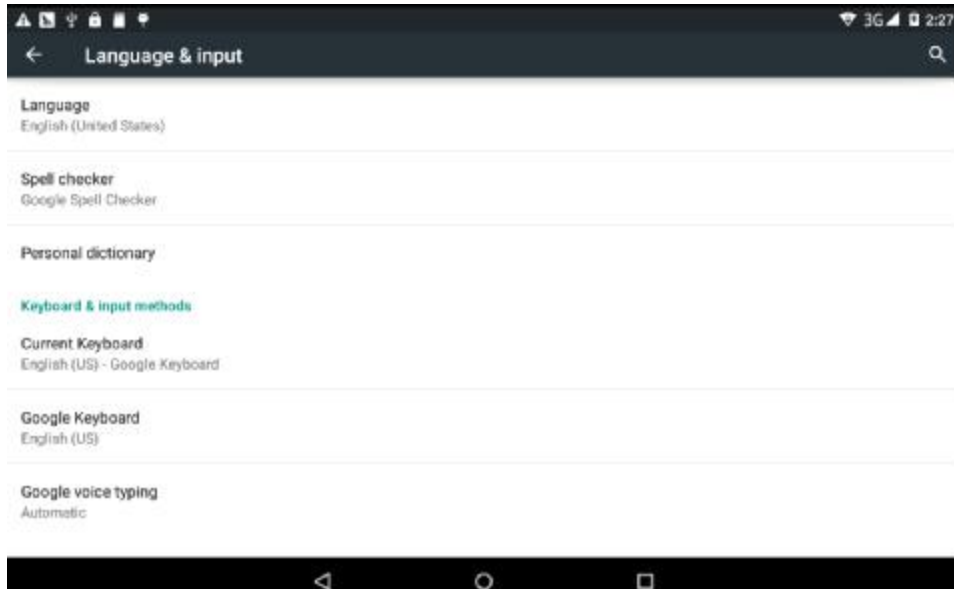 3G 2:27
Language & input
Language
English (United States)
Spell checker
Google Spell Checker
Personal dictionary
Keyboard & input methods
Current Keyboard
English (US) - Google Keyboard
Google Keyboard
English (US)
Google voice typing
Automatic